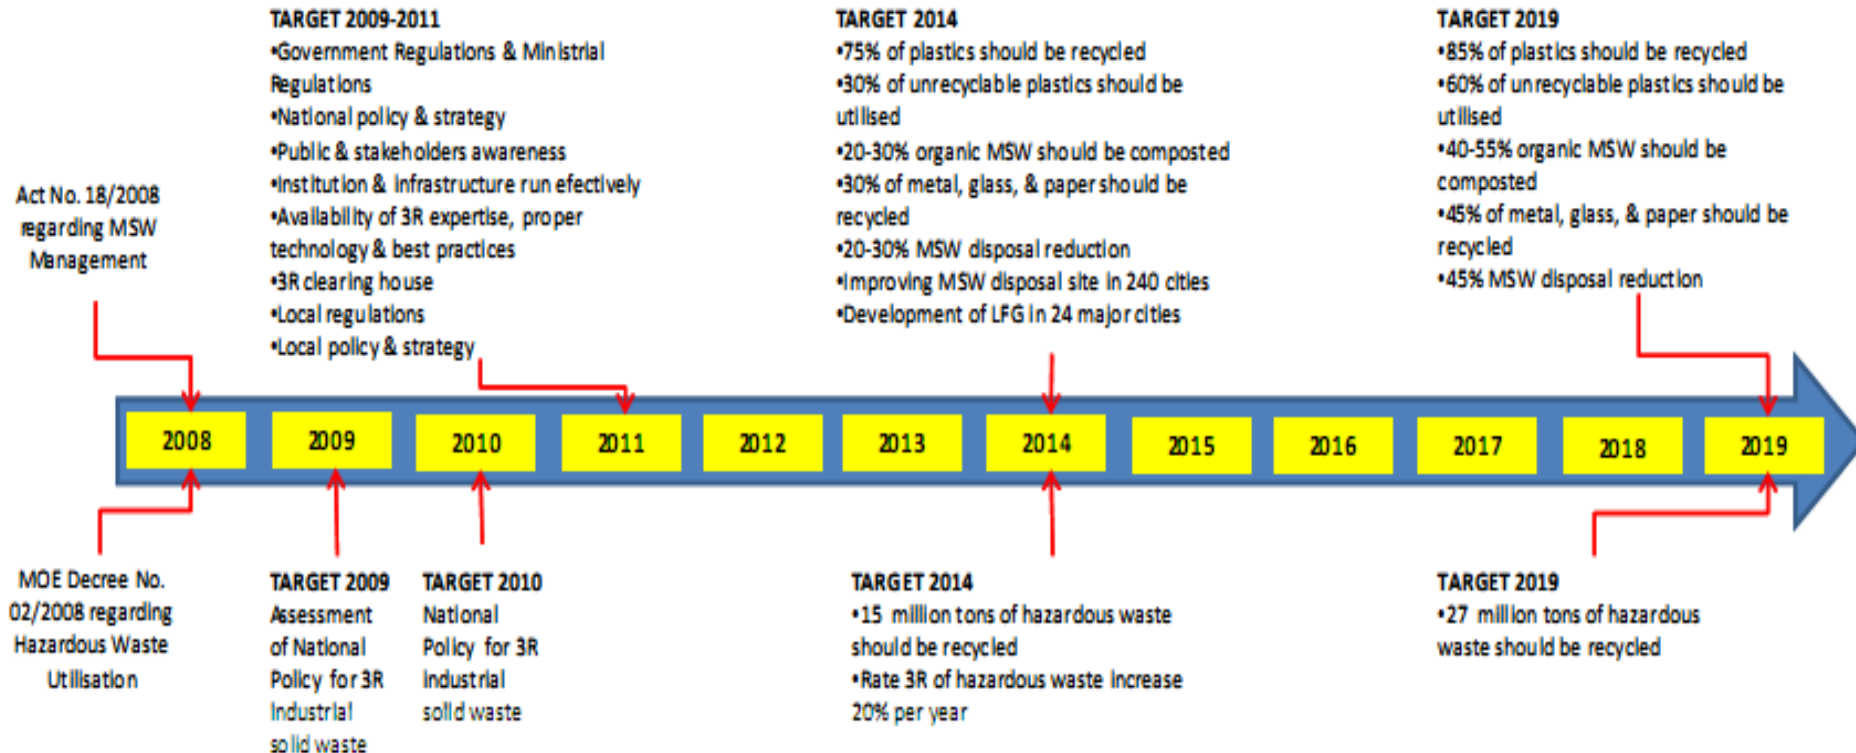 TARGET 2009-2011
•Government Regulations & Ministrial
Regulations
•National policy & strategy
•Public & stakeholders awareness
•Institution & Infrastructure run efectively
•Availability of 3R expertise, proper
technology & best practices
•3R clearing house
•Local regulations
•Local policy & strategy
TARGET 2014
•75% of plastics should be recycled
•30% of unrecyclable plastics should be
utilised
•20-30% organic MSW should be composted
•30% of metal, glass, & paper should be
recycled
•20-30% MSW disposal reduction
•Improving MSW disposal site in 240 cities
•Development of LFG in 24 major cities
TARGET 2019
•85% of plastics should be recycled
•60% of unrecyclable plastics should be
utilised
•40-55% organic MSW should be
composted
•45% of metal, glass, & paper should be
recycled
•45% MSW disposal reduction
Act No. 18/2008
regarding MSW
Management
2008
2009
2010
2011
2012
2013
2014
2015
2016
2017
2018
2019
MOE Decree No.
02/2008 regarding
Hazardous Waste
Utilisation
TARGET 2009
Assessment
of National
Policy for 3R
Industrial
solid waste
TARGET 2010
National
Policy for 3R
Industrial
solid waste
TARGET 2014
•15 million tons of hazardous waste
should be recycled
•Rate 3R of hazardous waste increase
20% per year
TARGET 2019
•27 million tons of hazardous
waste should be recycled